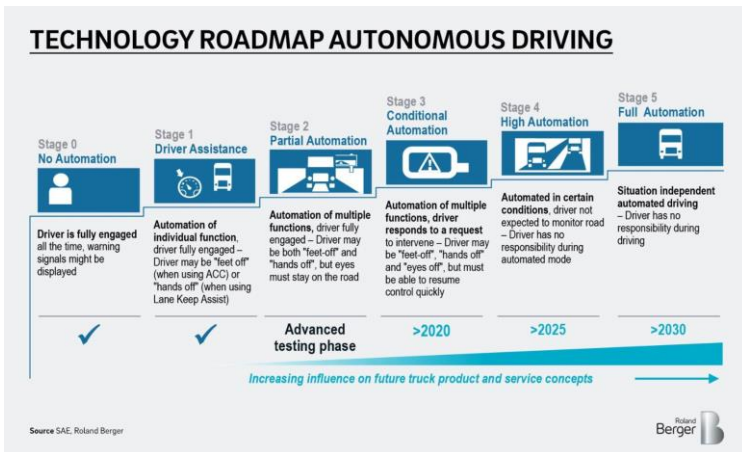 TECHNOLOGY ROADMAP AUTONOMOUS DRIVING
Stage 0
No Automation
Driver is fully engaged
all the time, warning
signals might be
displayed
Stage 1
Driver Assistance
Automation of
individual function,
driver fully engaged –
Driver may be "feet off"
(when using ACC) or
"hands off" (when using
Lane Keep Assist)
Stage 2
Partial Automation
Automation of multiple
functions, driver fully
engaged – Driver may
be both "feet-off" and
"hands off", but eyes
must stay on the road
Advanced
testing phase
Stage 3
Conditional
Automation
Automation of multiple
functions, driver
responds to a request
to intervene – Driver may
be "feet-off", "hands off"
and "eyes off", but must
be able to resume
control quickly
>2020
Stage 4
High Automation
Automated in certain
conditions, driver not
expected to monitor road
– Driver has no
responsibility during
automated mode
>2025
Stage 5
Full Automation
Situation independent
automated driving
– Driver has no
responsibility during
driving
>2030
Increasing influence on future truck product and service concepts
Source SAE, Roland Berger
Roland
Berger
B